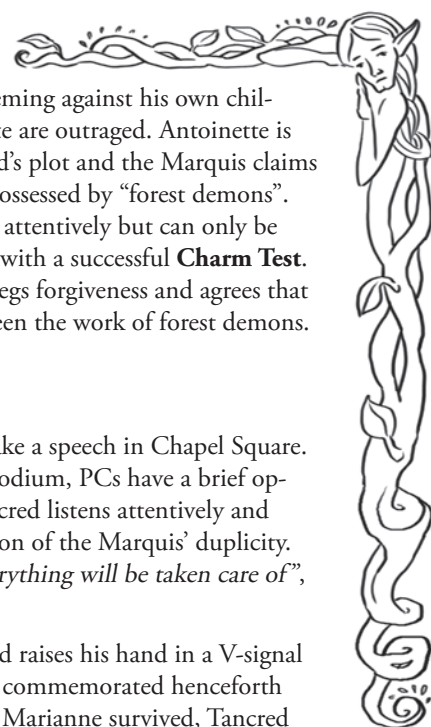 eming against his own chil-
te are outraged. Antoinette is
d's plot and the Marquis claims
ossessed by “forest demons”.
attentively but can only be
with a successful Charm Test.
egs forgiveness and agrees that
een the work of forest demons.
ake a speech in Chapel Square.
odium, PCs have a brief op-
cred listens attentively and
on of the Marquis' duplicity.
rything will be taken care of”,
d raises his hand in a V-signal
commemorated henceforth
Marianne survived, Tancred